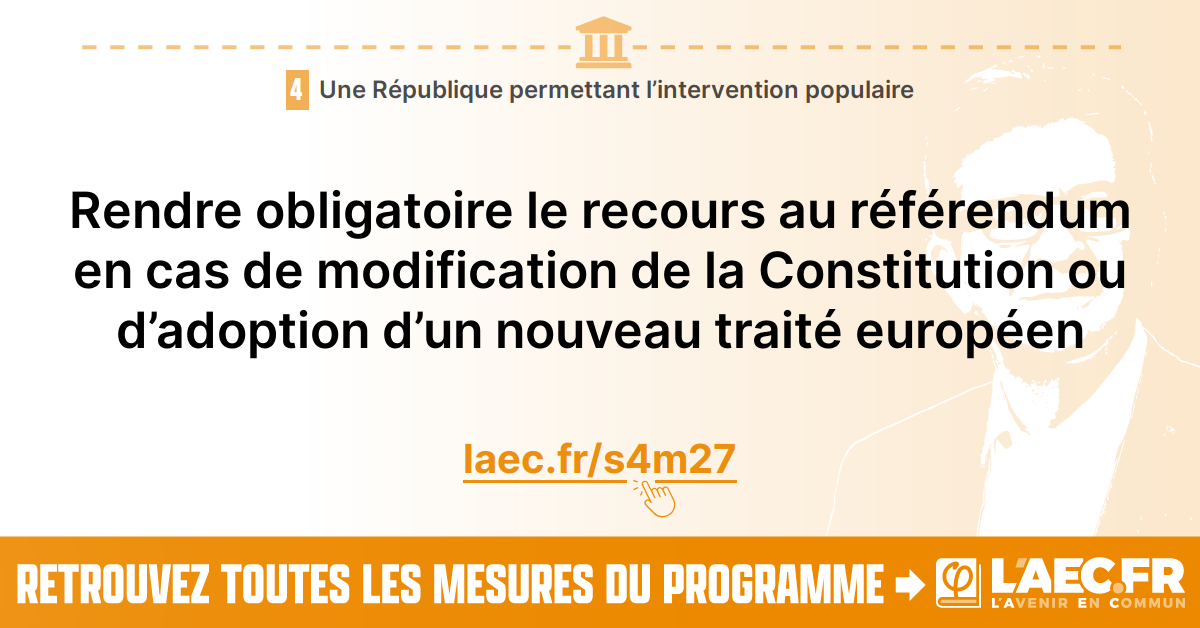 4 Une République permettant l’intervention populaire
Rendre obligatoire le recours au référendum
en cas de modification de la Constitution ou
d’adoption d’un nouveau traité européen
laec.fr/s4m27
RETROUVEZ TOUTES LES MESURES DU PROGRAMME
φ L'AEC.FR
L'AVENIR EN COMMUN